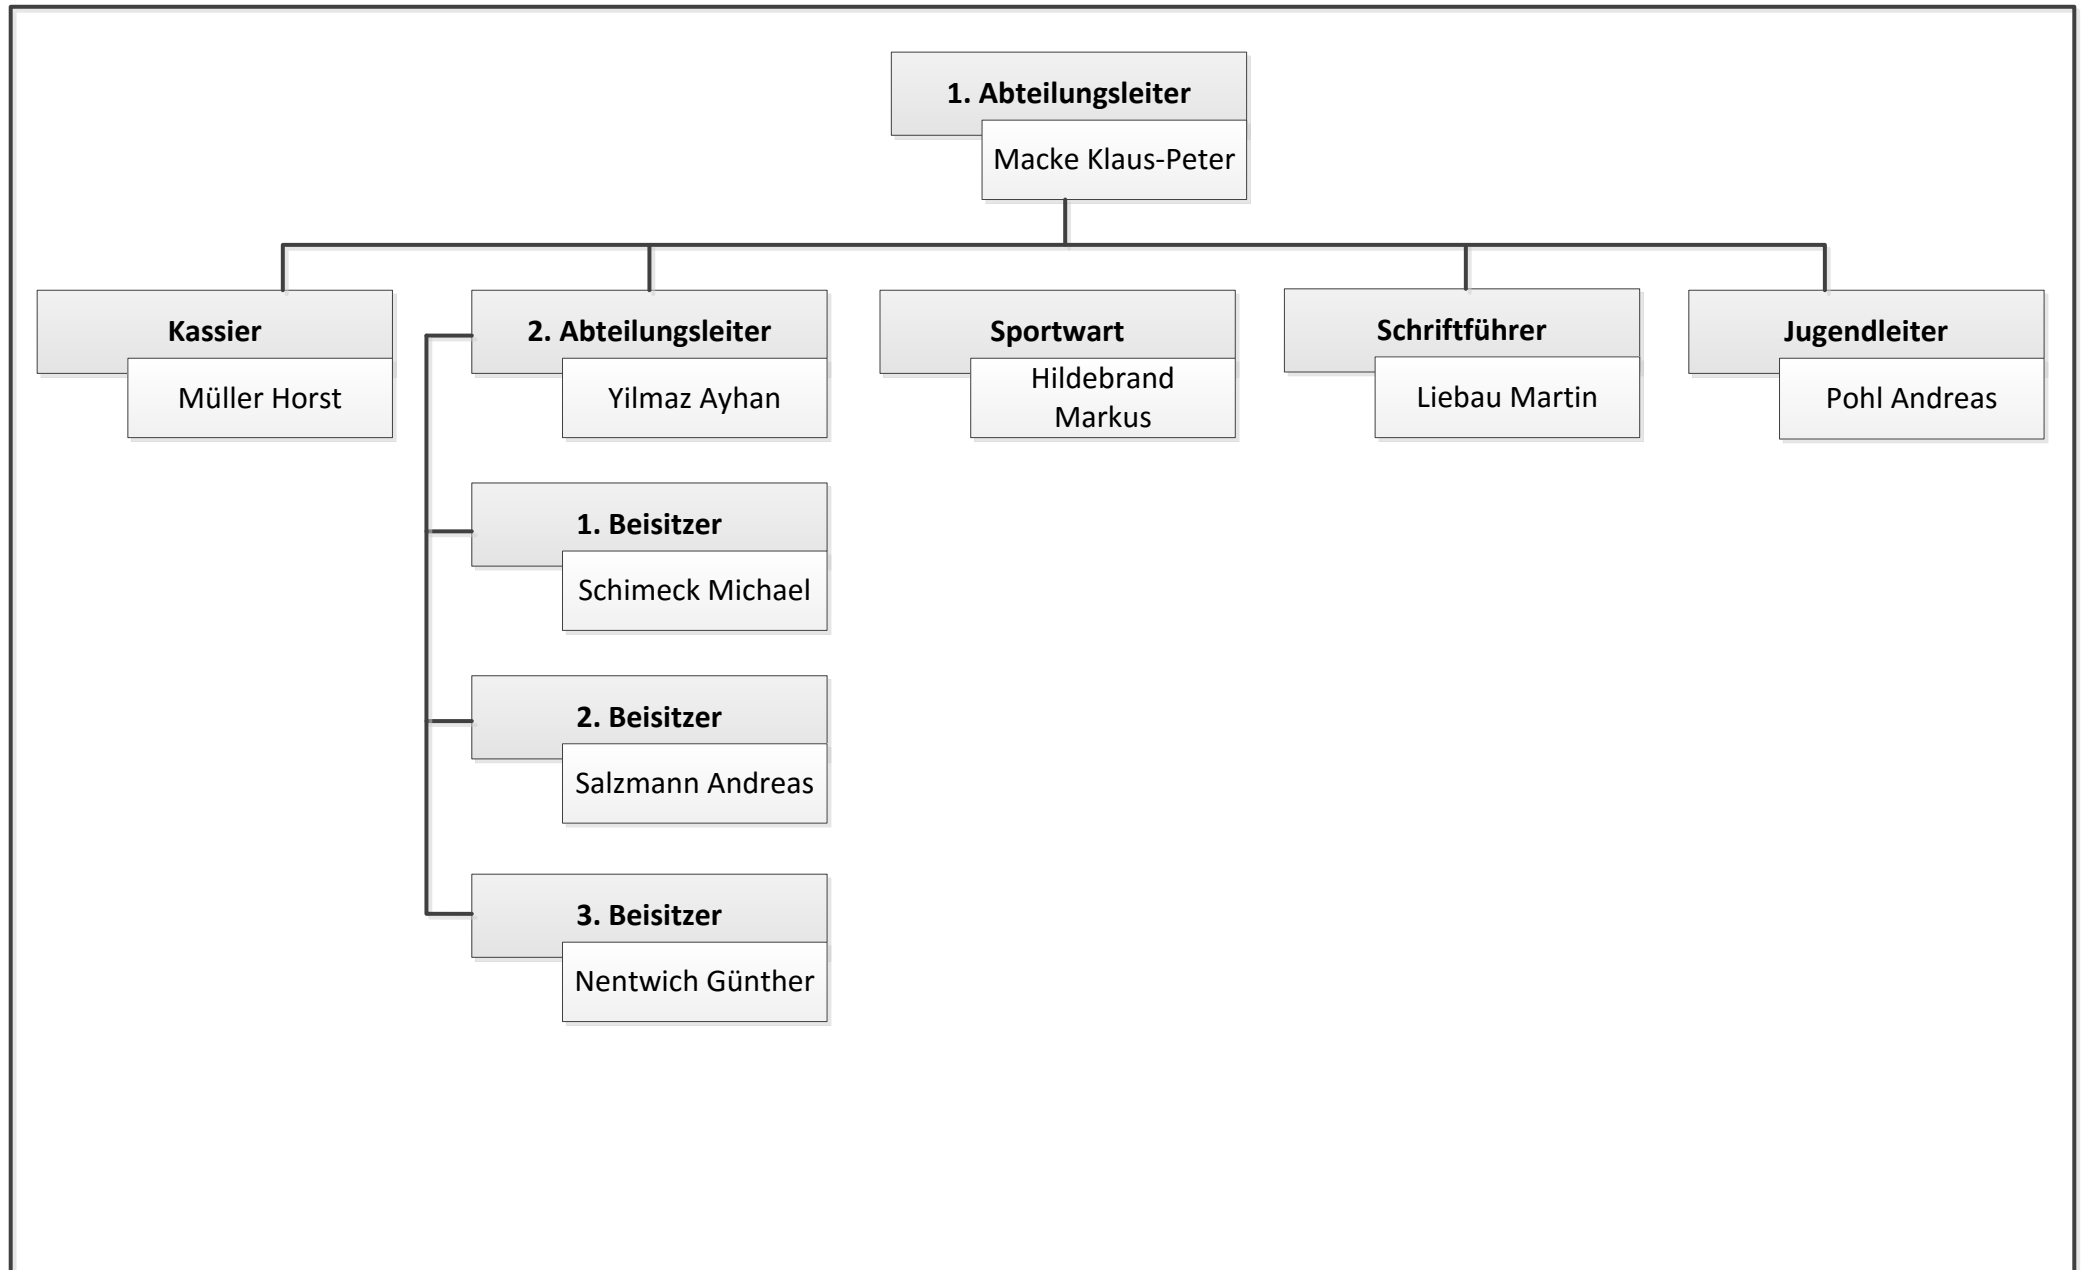 1. Abteilungsleiter
Macke Klaus-Peter
Kassier
Müller Horst
2. Abteilungsleiter
Yilmaz Ayhan
Sportwart
Hildebrand
Markus
Schriftführer
Liebau Martin
Jugendleiter
Pohl Andreas
1. Beisitzer
Schimeck Michael
2. Beisitzer
Salzmann Andreas
3. Beisitzer
Nentwich Günther